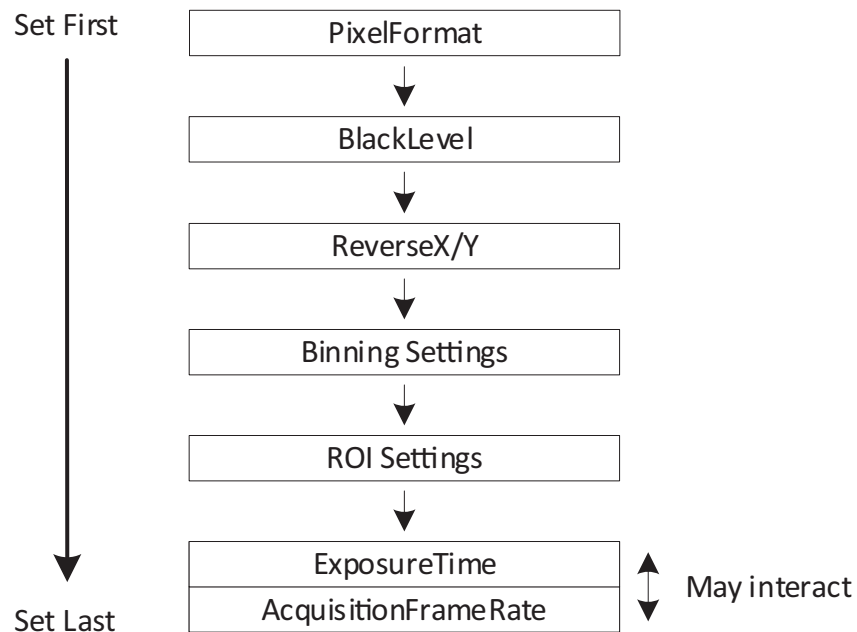 Set First
PixelFormat
BlackLevel
ReverseX/Y
Binning Settings
ROI Settings
ExposureTime
May interact
AcquisitionFrameRate
Set Last